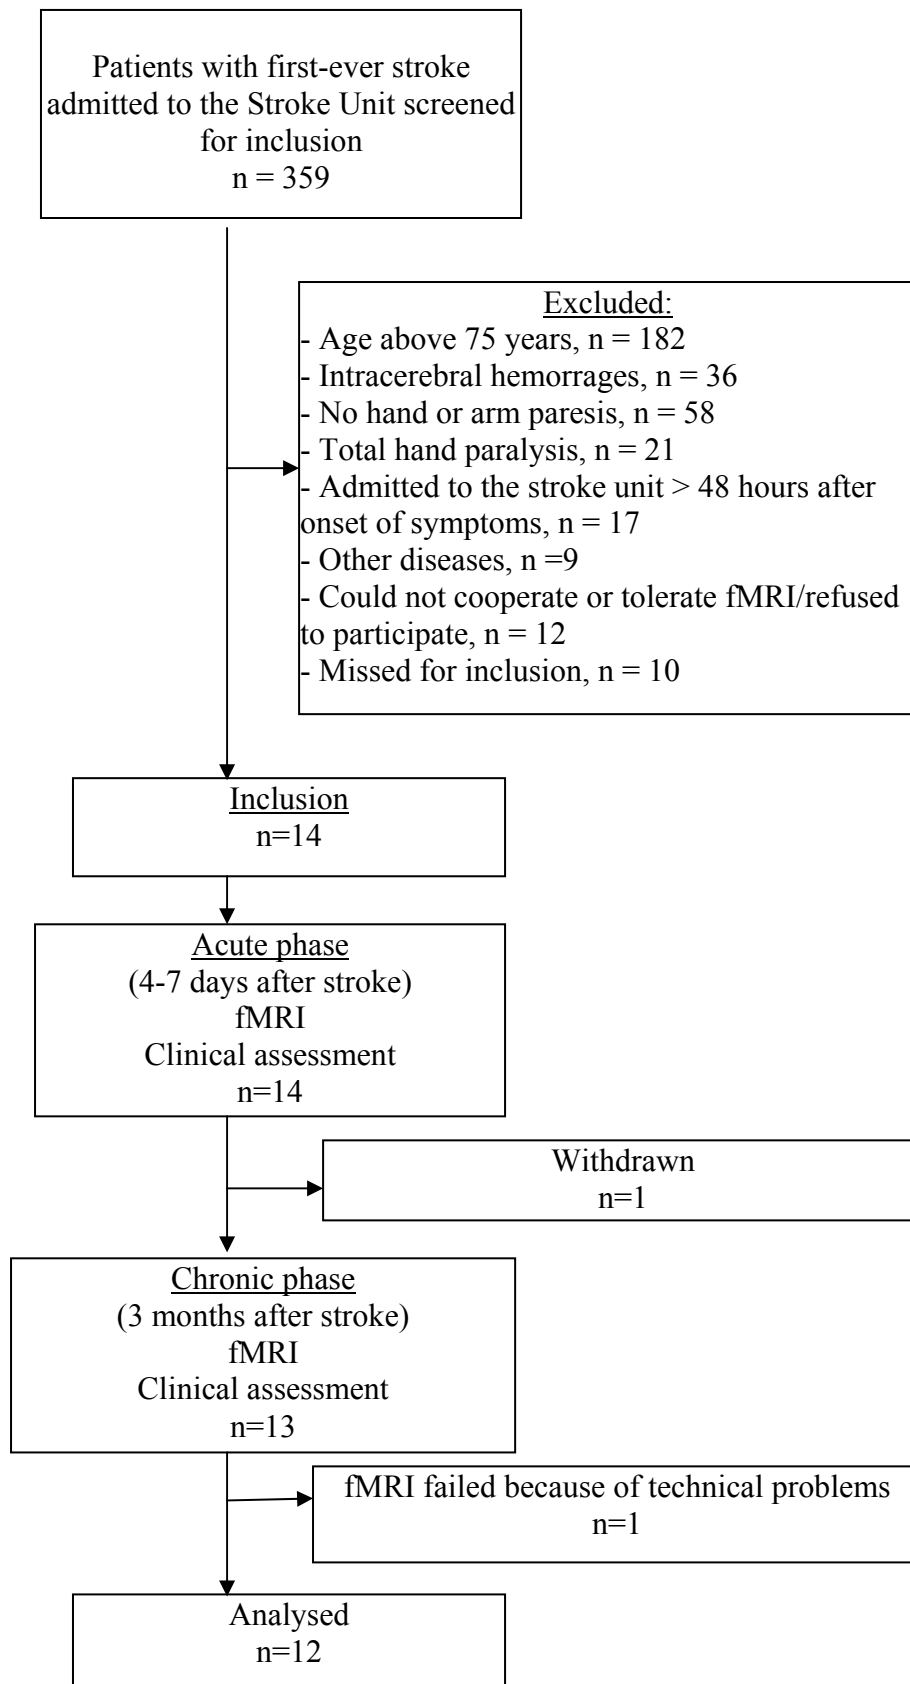 Patients with first-ever stroke
admitted to the Stroke Unit screened
for inclusion
n = 359
Excluded:
- Age above 75 years, n = 182
- Intracerebral hemorrages, n = 36
- No hand or arm paresis, n = 58
- Total hand paralysis, n = 21
- Admitted to the stroke unit > 48 hours after
onset of symptoms, n = 17
- Other diseases, n =9
- Could not cooperate or tolerate fMRI/refused
to participate, n = 12
- Missed for inclusion, n = 10
Inclusion
n=14
Acute phase
(4-7 days after stroke)
fMRI
Clinical assessment
n=14
Withdrawn
n=1
Chronic phase
(3 months after stroke)
fMRI
Clinical assessment
n=13
fMRI failed because of technical problems
n=1
Analysed
n=12